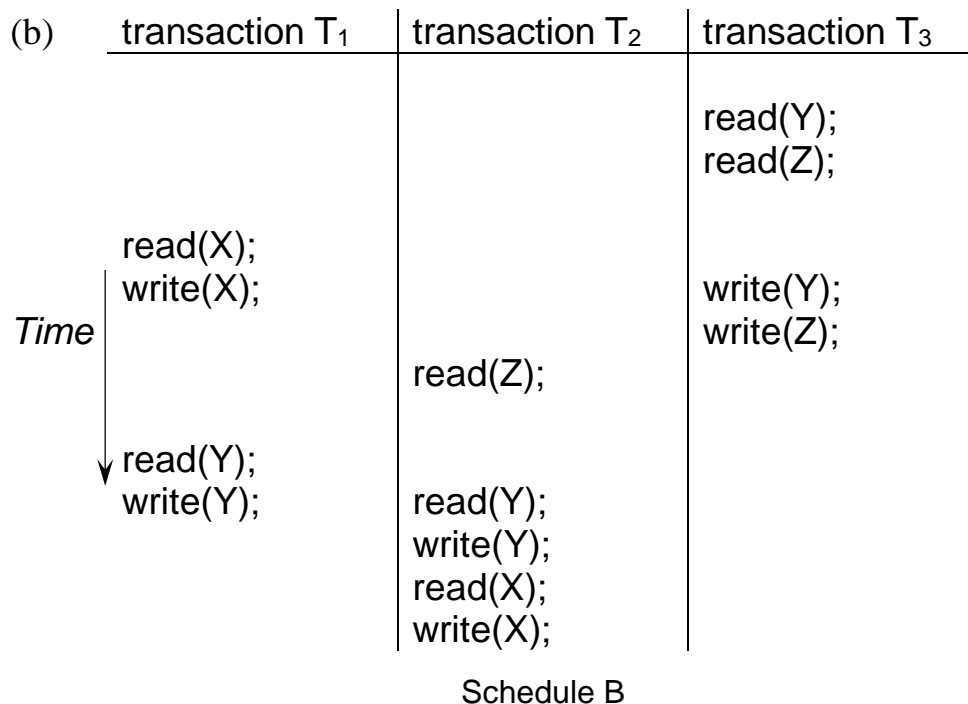 (b) transaction T₁ transaction T₂ transaction T₃
read(Y);
read(Z);
read(X);
write(X); write(Y);
Time write(Z);
read(Z);
read(Y);
write(Y); read(Y);
write(Y);
read(X);
write(X);
Schedule B